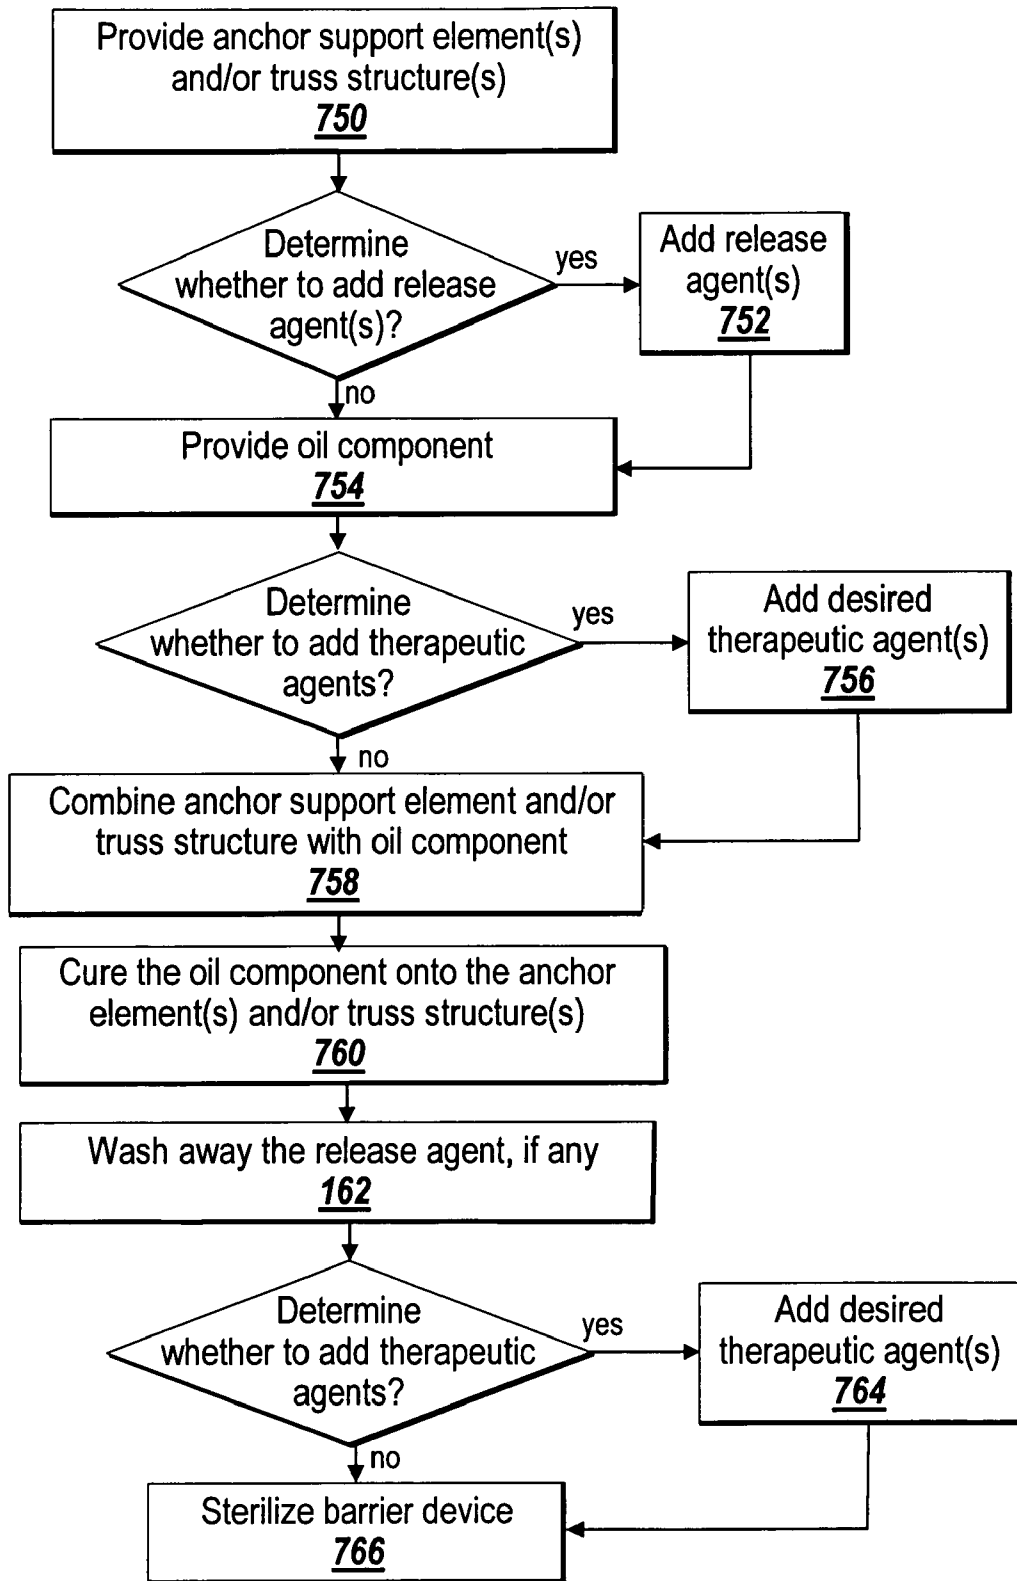 Provide anchor support element(s)
and/or truss structure(s)
750
Determine
whether to add release
agent(s)?
yes
Add release
agent(s)
752
no
Provide oil component
754
Determine
whether to add therapeutic
agents?
yes
Add desired
therapeutic agent(s)
756
no
Combine anchor support element and/or
truss structure with oil component
758
Cure the oil component onto the anchor
element(s) and/or truss structure(s)
760
Wash away the release agent, if any
162
Determine
whether to add therapeutic
agents?
yes
Add desired
therapeutic agent(s)
764
no
Sterilize barrier device
766